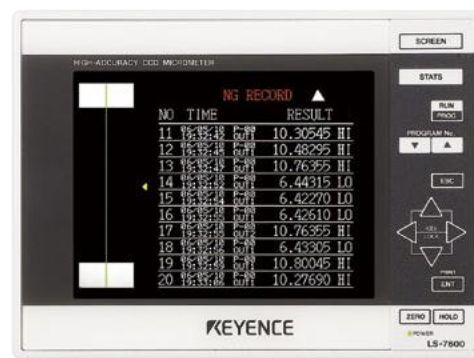 HIGH-ACCURACY CCD MICROMETER
NG RECORD
NO TIME RESULT
11 10.30545 HI
12 10.48295 HI
13 10.76355 HI
14 6.44315 LO
15 6.42270 LO
16 6.42610 LO
17 10.76355 HI
18 6.43305 LO
19 10.80045 HI
20 10.27690 HI
KEYENCE
SCREEN
STATS
RUN
PROG
PROGRAM No.
ESC
KEY
LOCK
PRINT
ENT
ZERO HOLD
POWER
LS-7600